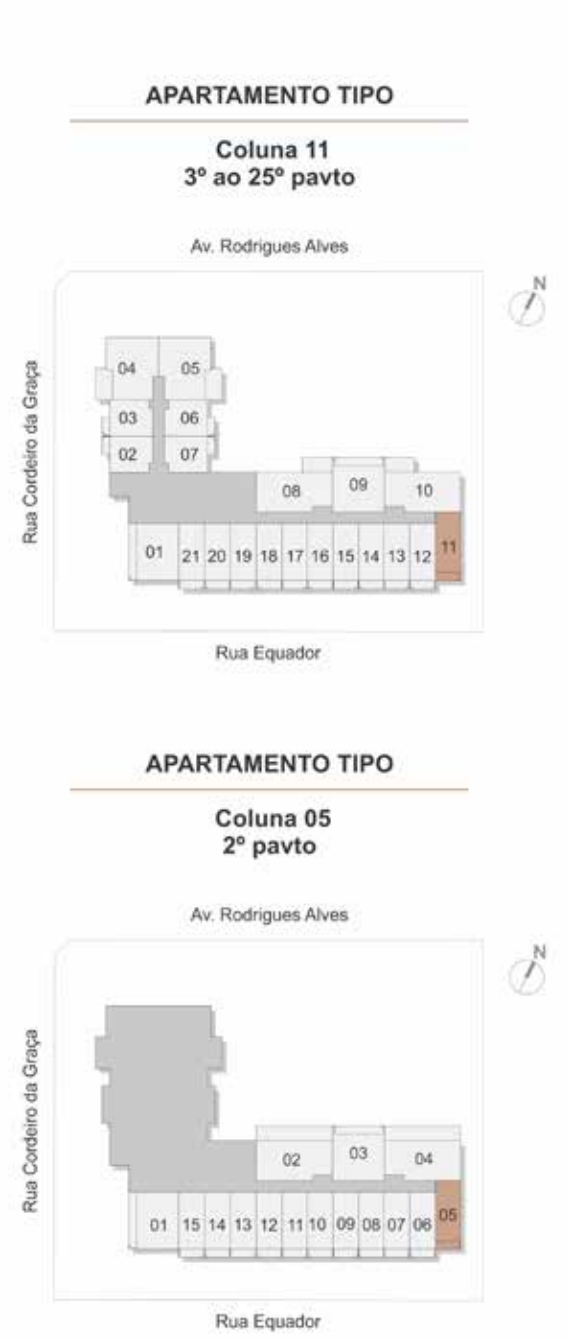 APARTAMENTO TIPO
Coluna 11
3º ao 25º pavto
Av. Rodrigues Alves
N
Rua Cordeiro da Graça
04 05
03 06
02 07
08 09 10
01 21 20 19 18 17 16 15 14 13 12 11
Rua Equador
APARTAMENTO TIPO
Coluna 05
2º pavto
Av. Rodrigues Alves
N
Rua Cordeiro da Graça
02 03 04
01 15 14 13 12 11 10 09 08 07 06 05
Rua Equador